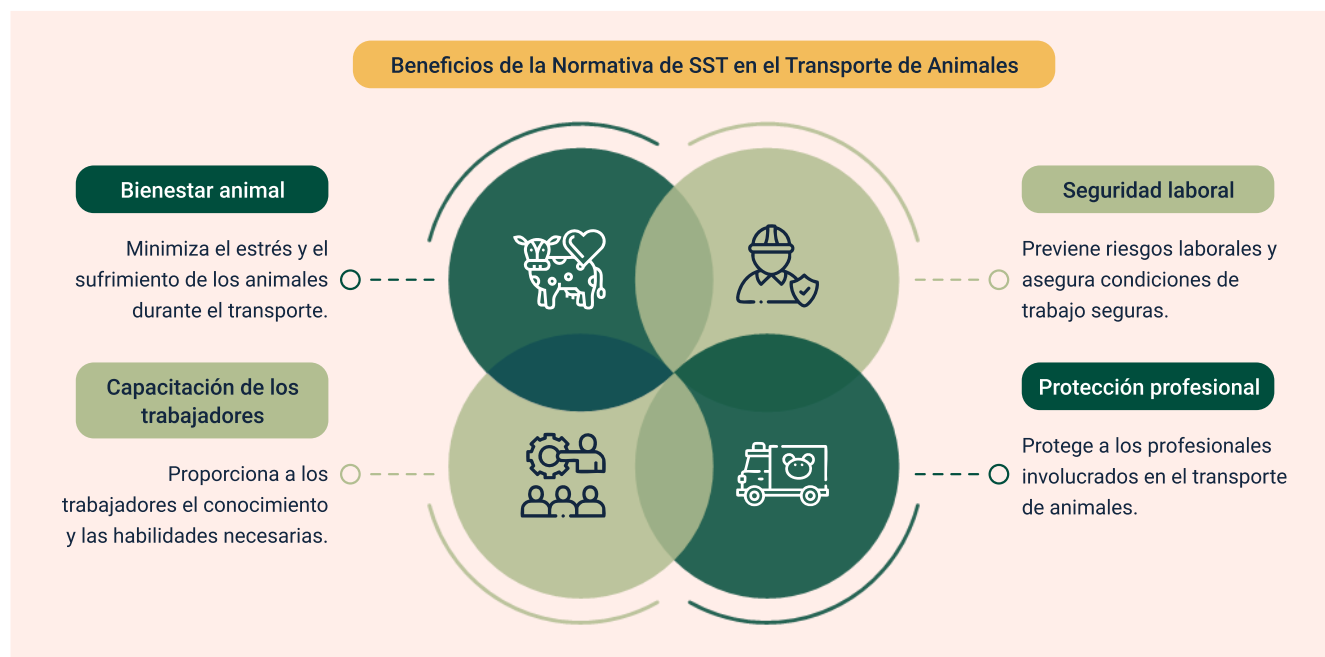 Beneficios de la Normativa de SST en el Transporte de Animales
Bienestar animal
Minimiza el estrés y el
sufrimiento de los animales
durante el transporte.
Seguridad laboral
Previene riesgos laborales y
asegura condiciones de
trabajo seguras.
Capacitación de los
trabajadores
Proporciona a los
trabajadores el conocimiento
y las habilidades necesarias.
Protección profesional
Protege a los profesionales
involucrados en el transporte
de animales.